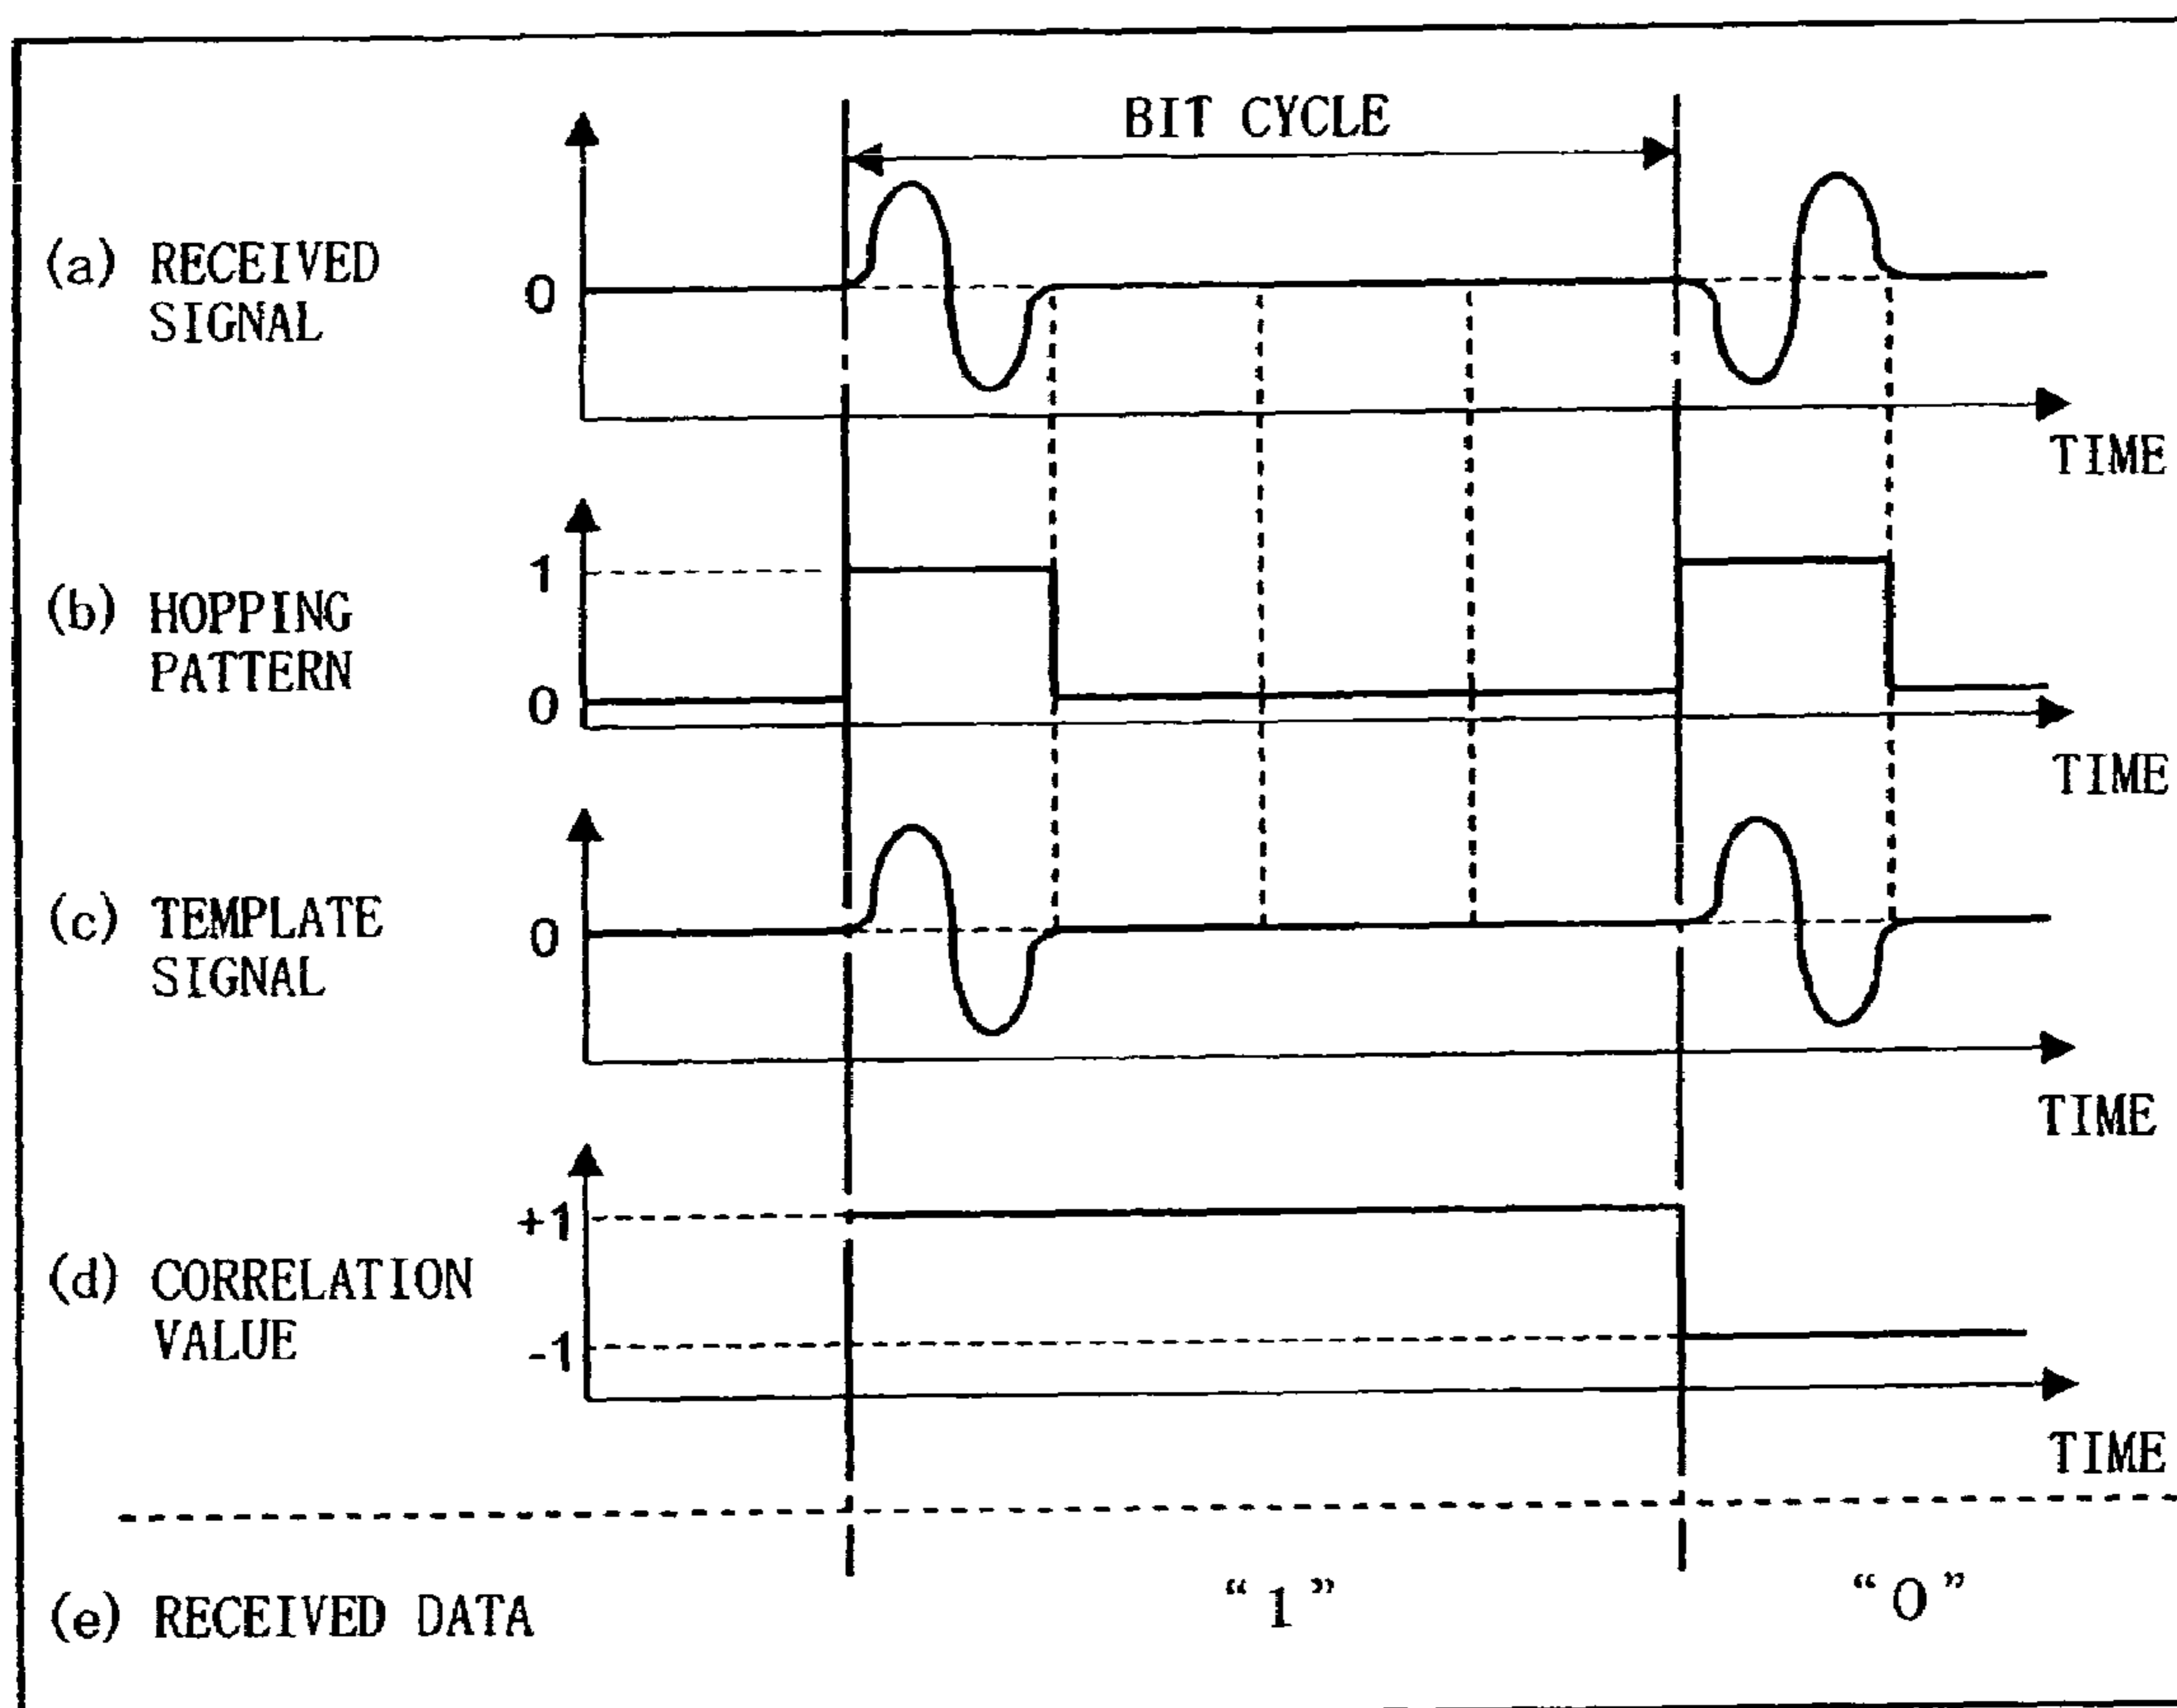 BIT CYCLE
(a) RECEIVED
SIGNAL
0
TIME
1
(b) HOPPING
PATTERN
0
TIME
(c) TEMPLATE
SIGNAL
0
TIME
+1
(d) CORRELATION
VALUE
-1
TIME
(e) RECEIVED DATA
“1”
“0”